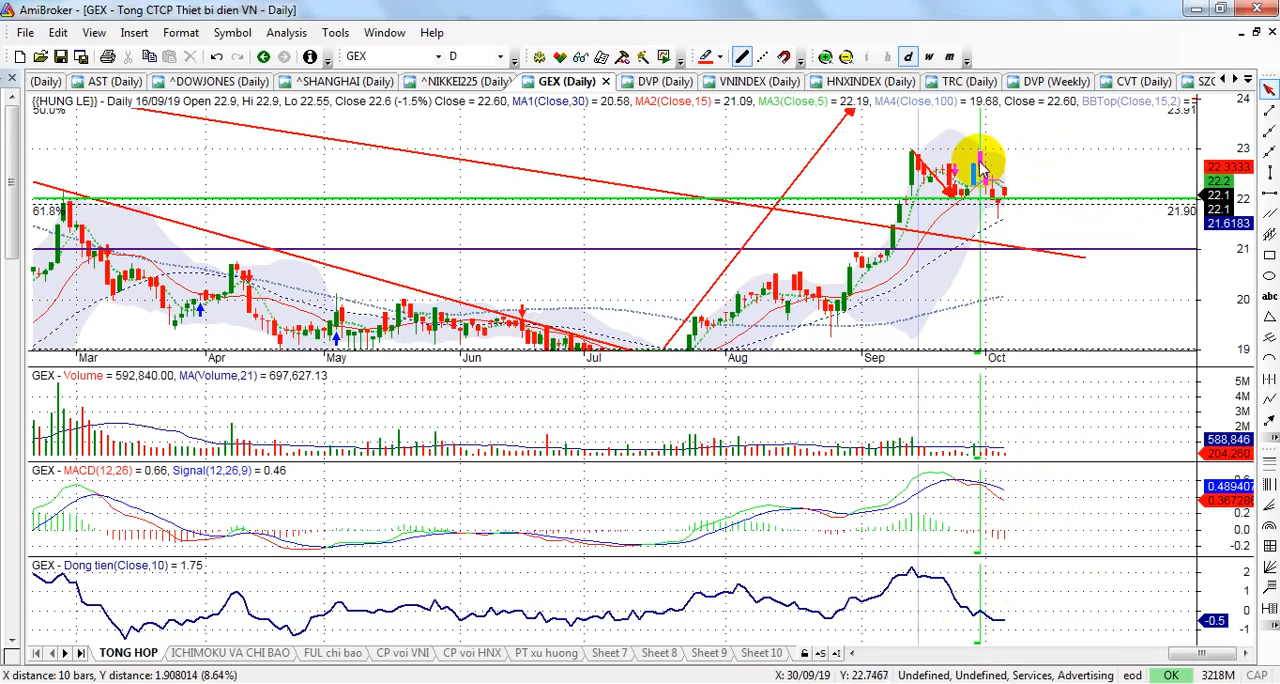 AmiBroker - [GEX - Tong CTCP Thiet bi dien VN - Daily]
File Edit View Insert Format Symbol Analysis Tools Window Help
GEX D i h d w m
(Daily) AST (Daily) ^DOWJONES (Daily) ^SHANGHAI (Daily) ^NIKKEI225 (Daily) GEX (Daily) DVP (Daily) VNINDEX (Daily) HNXINDEX (Daily) TRC (Daily) DVP (Weekly) CVT (Daily)
{{HUNG LE}} - Daily 16/09/19 Open 22.9, Hi 22.9, Lo 22.55, Close 22.6 (-1.5%) Close = 22.60, MA1(Close,30) = 20.58, MA2(Close,15) = 21.09, MA3(Close,5) = 22.19, MA4(Close,100) = 19.68, Close = 22.60, BBTop(Close,15,2) =
24
50.0% 23.91
23
22.3333
22.2
22.1
22
61.8% 21.90
22.1
21.6183
21
20
19
Mar Apr May Jun Jul Aug Sep Oct
GEX - Volume = 592,840.00, MA(Volume,21) = 697,627.13
5M
4M
3M
2M
588,846
204,260
GEX - MACD(12,26) = 0.66, Signal(12,26,9) = 0.46
0.489407
0.367286
0.2
0.0
-0.2
GEX - Dong tien(Close,10) = 1.75
2
1
0
-0.5
-1
TONG HOP ICHIMOKU VA CHI BAO FUL chi bao CP voi VNI CP voi HNX PT xu huong Sheet 7 Sheet 8 Sheet 9 Sheet 10
X distance: 10 bars, Y distance: 1.908014 (8.64%) X: 30/09/19 Y: 22.7467 Undefined, Undefined, Services, Advertising eod OK 3218M CAP
abc